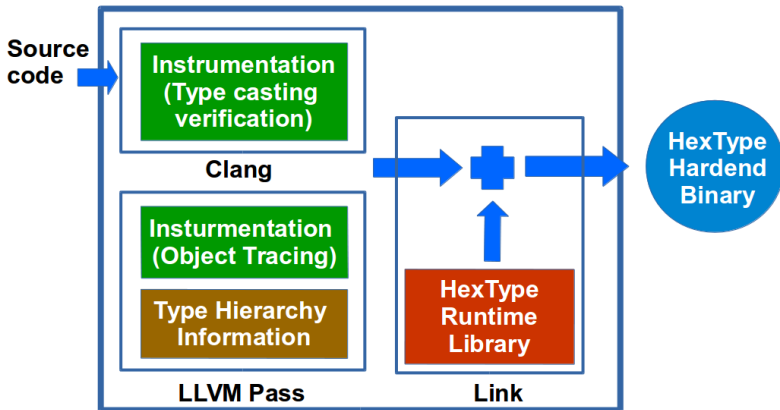 Source
code
Instrumentation
(Type casting
verification)
Clang
Insturmentation
(Object Tracing)
Type Hierarchy
Information
LLVM Pass
HexType
Runtime
Library
Link
HexType
Hardend
Binary